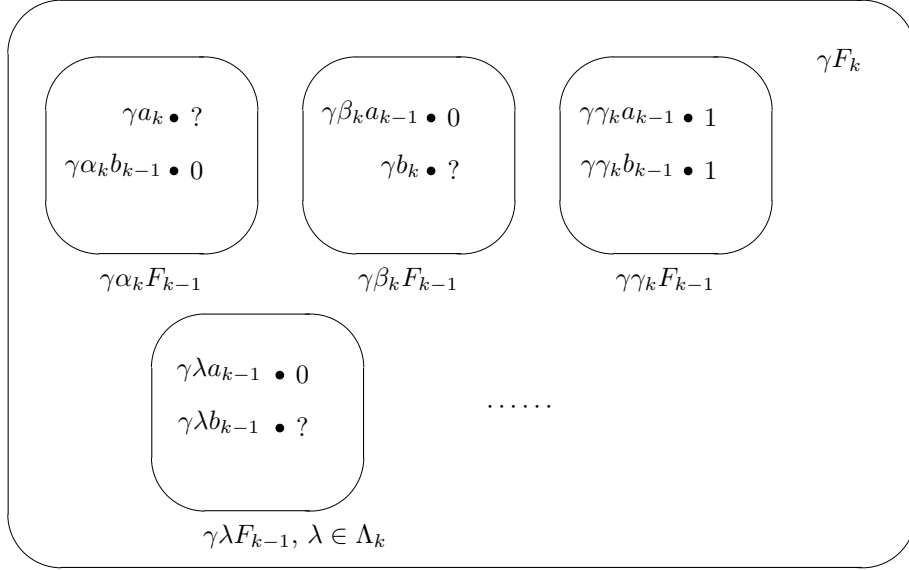 γF_k
γa_k • ?
γα_k b_{k−1} • 0
γα_k F_{k−1}
γβ_k a_{k−1} • 0
γb_k • ?
γβ_k F_{k−1}
γγ_k a_{k−1} • 1
γγ_k b_{k−1} • 1
γγ_k F_{k−1}
γλa_{k−1} • 0
γλb_{k−1} • ?
γλF_{k−1}, λ ∈ Λ_k
......